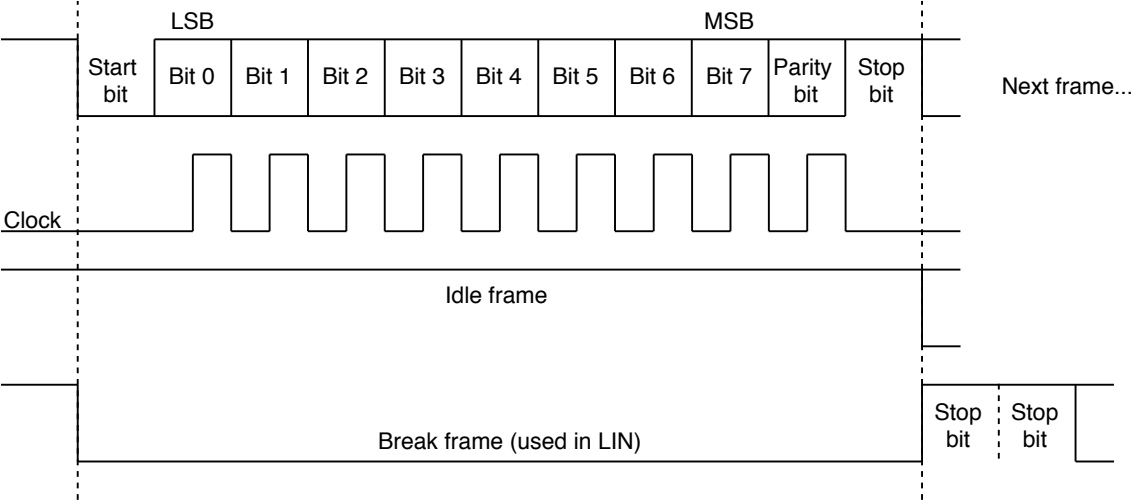 LSB
MSB
Start
bit
Bit 0
Bit 1
Bit 2
Bit 3
Bit 4
Bit 5
Bit 6
Bit 7
Parity
bit
Stop
bit
Next frame...
Clock
Idle frame
Break frame (used in LIN)
Stop
bit
Stop
bit